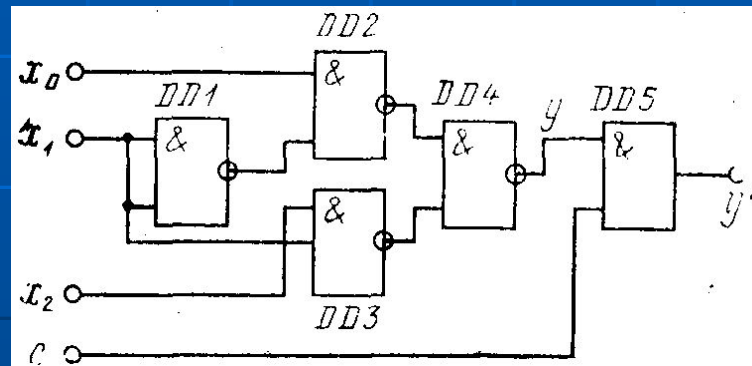 DD2
x₀
&
DD1
DD4
y
DD5
x₁
&
&
&
&
y'
x₂
DD3
C